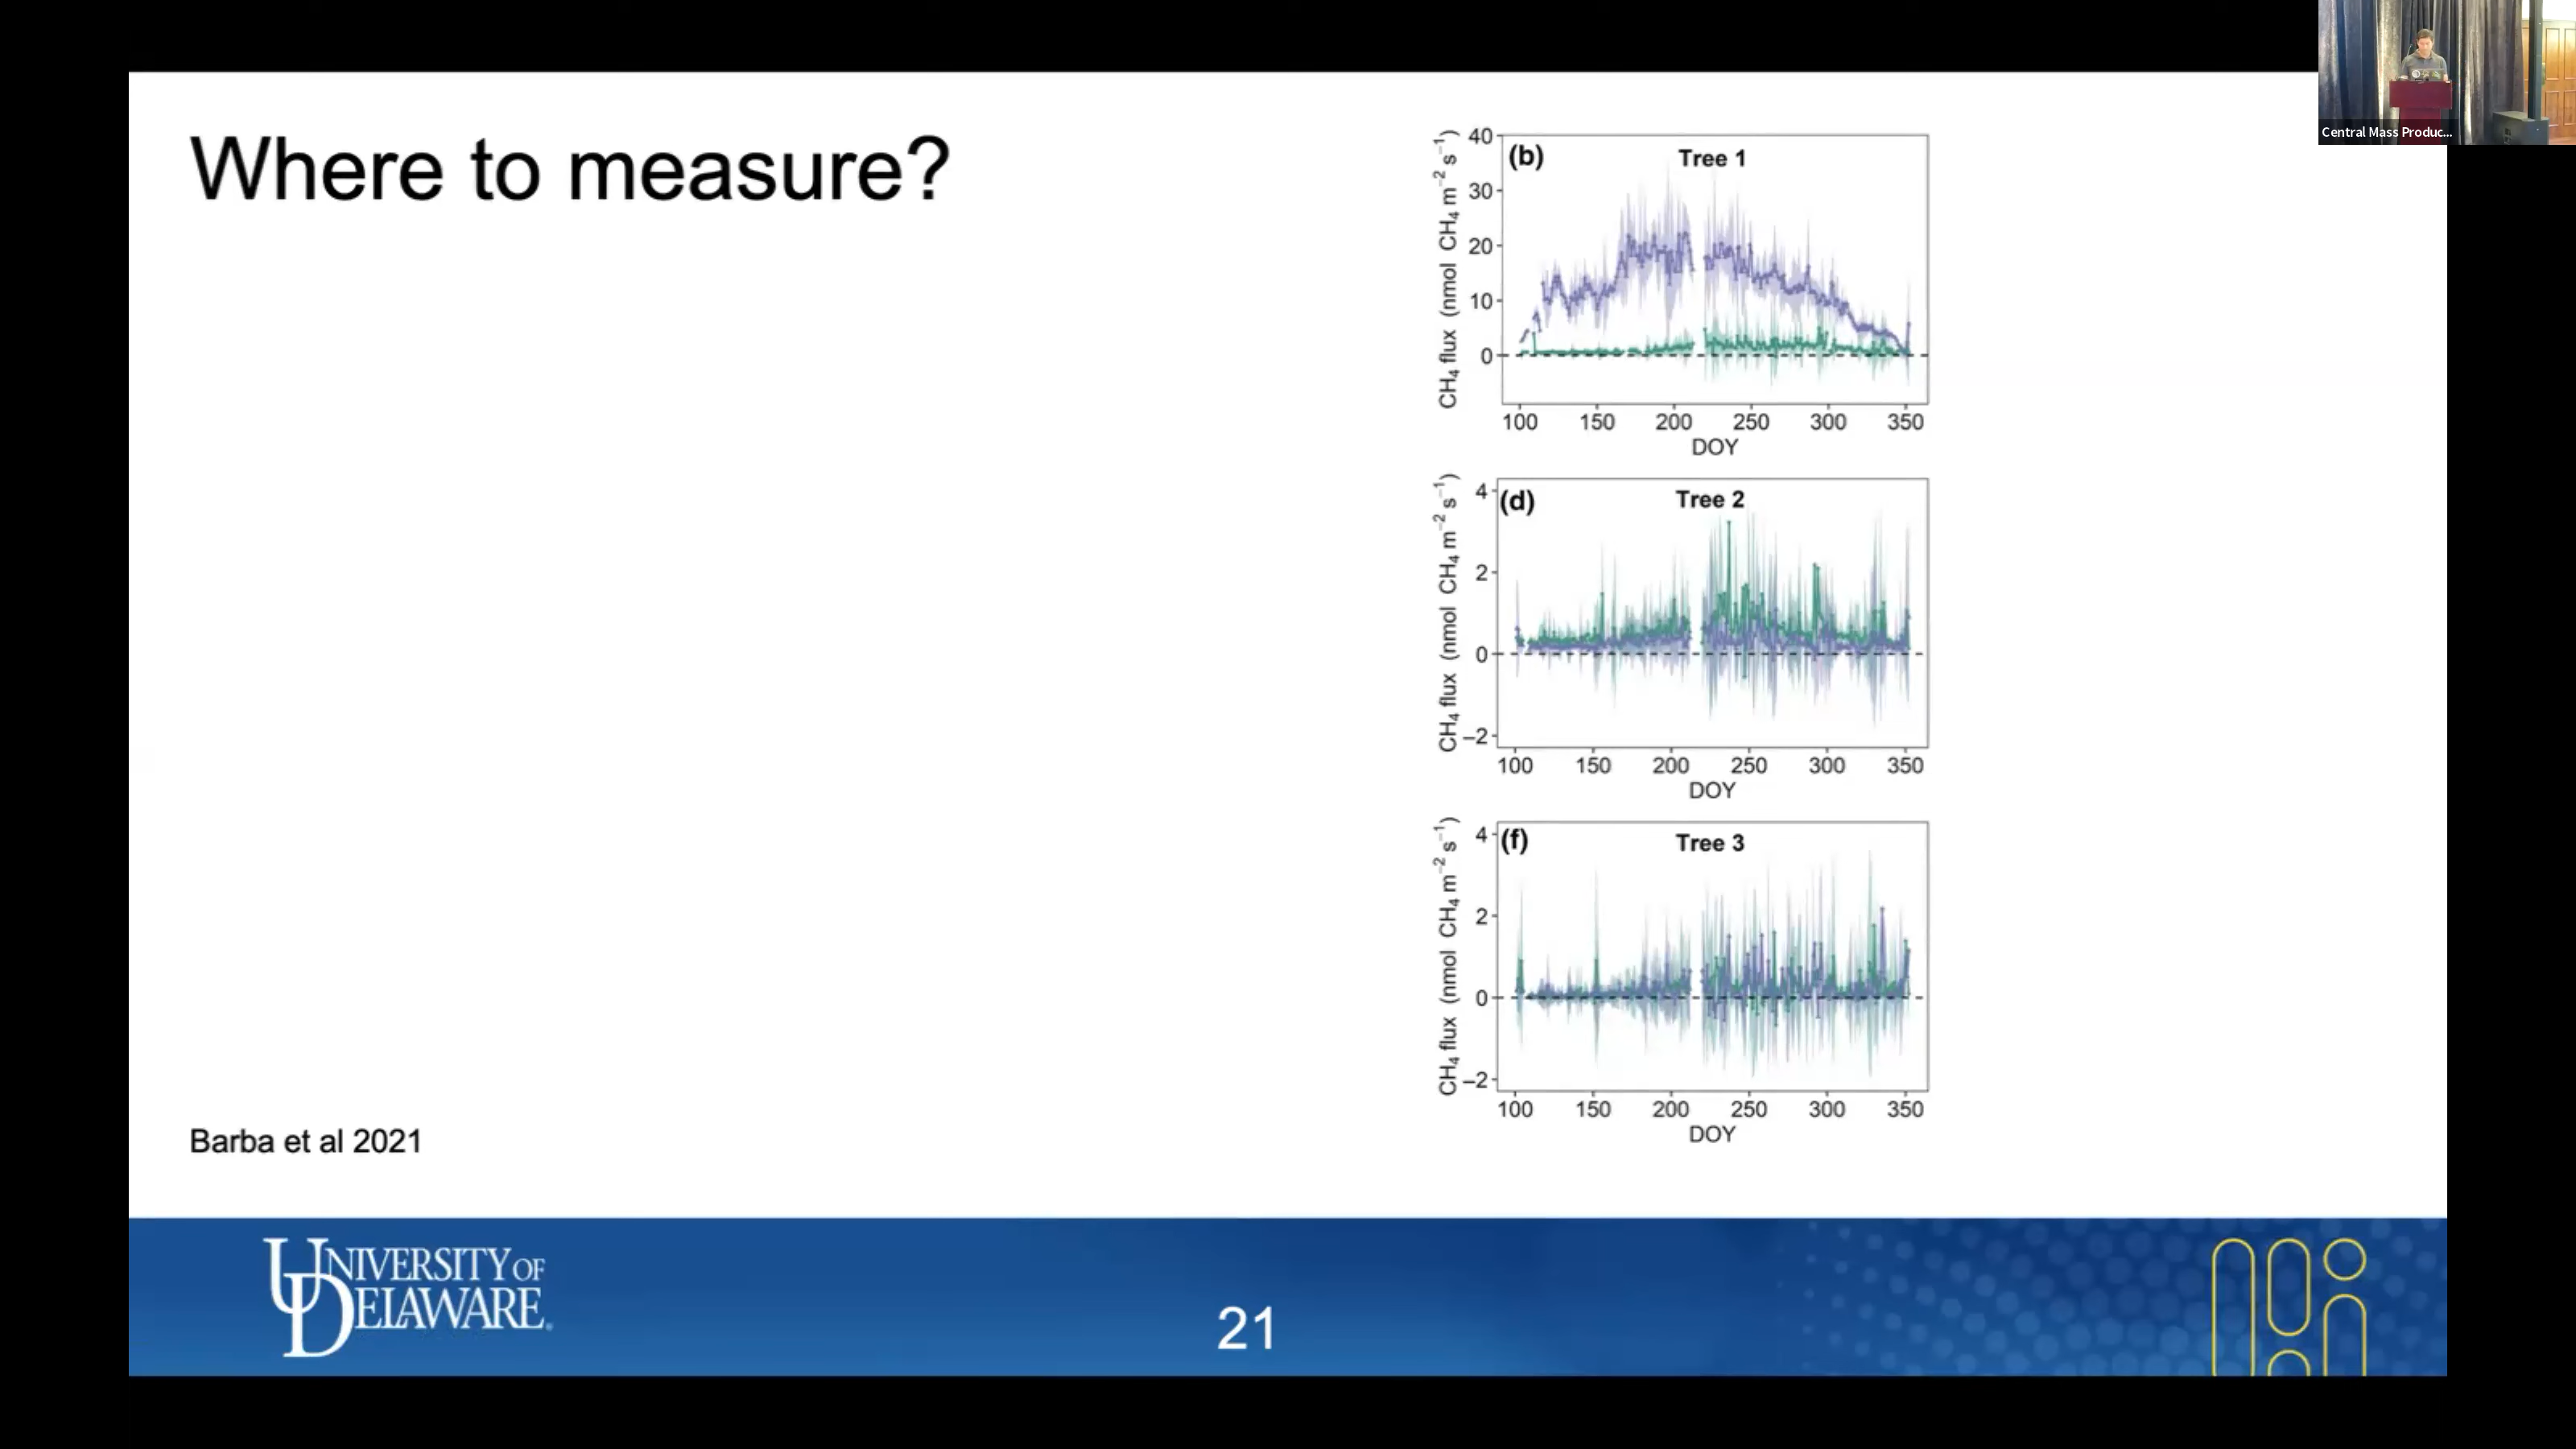 Central Mass Produc...
Where to measure?
(b)
Tree 1
CH₄ flux (nmol CH₄ m⁻² s⁻¹)
40
30
20
10
0
100 150 200 250 300 350
DOY
(d)
Tree 2
CH₄ flux (nmol CH₄ m⁻² s⁻¹)
4
2
0
−2
100 150 200 250 300 350
DOY
(f)
Tree 3
CH₄ flux (nmol CH₄ m⁻² s⁻¹)
4
2
0
−2
100 150 200 250 300 350
DOY
Barba et al 2021
UNIVERSITY OF
DELAWARE.
21